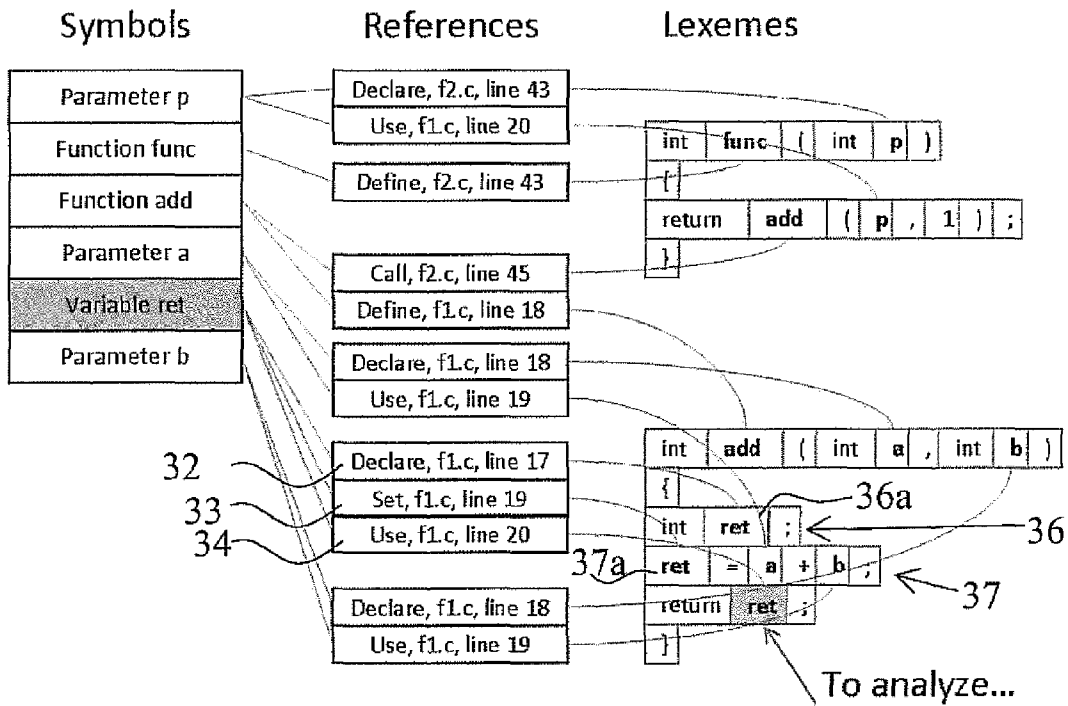 Symbols
References
Lexemes
Parameter p
Function func
Function add
Parameter a
Variable ret
Parameter b
Declare, f2.c, line 43
Use, f1.c, line 20
Define, f2.c, line 43
Call, f2.c, line 45
Define, f1.c, line 18
Declare, f1.c, line 18
Use, f1.c, line 19
32
Declare, f1.c, line 17
33
Set, f1.c, line 19
34
Use, f1.c, line 20
Declare, f1.c, line 18
Use, f1.c, line 19
int func ( int p )
{
return add ( p , 1 ) ;
}
int add ( int a , int b )
{
36a
int ret ;
36
37a
ret = a + b ;
37
return ret ;
}
To analyze...